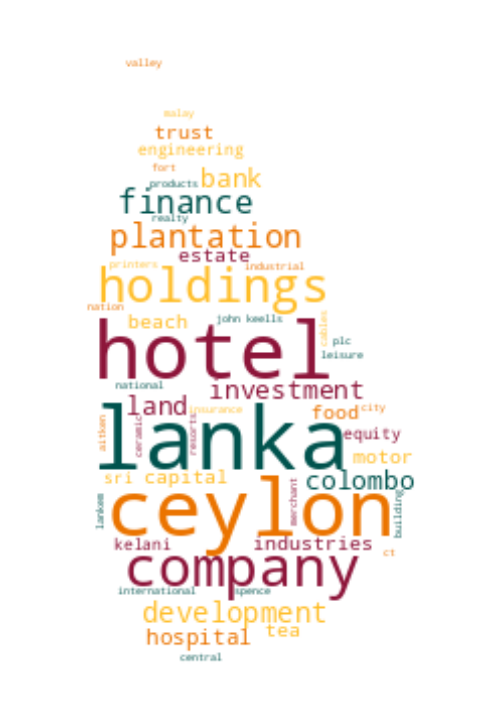 valley
malay
trust
engineering
fort
products bank
finance
realty
plantation
estate
printers industrial
holdings
nation
beach john keells cables
hotel plc
leisure
national investment
land insurance food city
lanka equity
aitken ceramic resorts motor
sri capital colombo
ceylon merchant building
lankem
kelani industries ct
company
international spence
development
hospital tea
central